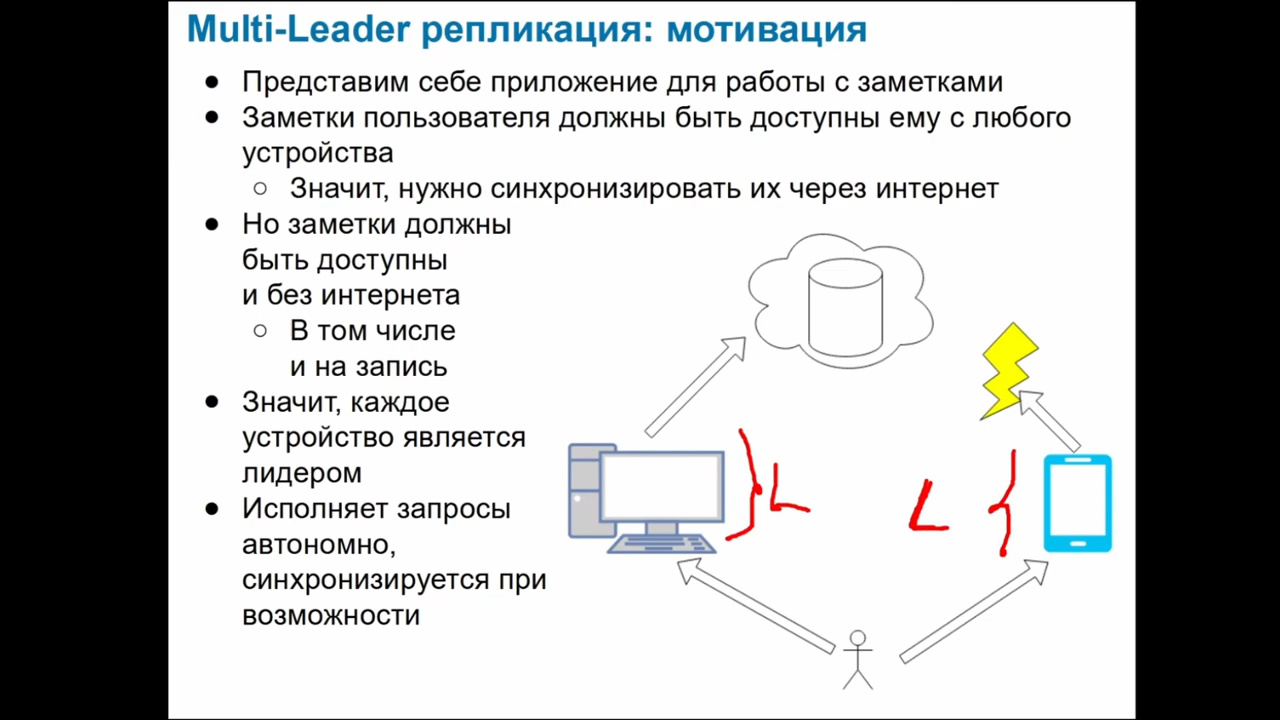 Multi-Leader репликация: мотивация
● Представим себе приложение для работы с заметками
● Заметки пользователя должны быть доступны ему с любого
устройства
○ Значит, нужно синхронизировать их через интернет
● Но заметки должны
быть доступны
и без интернета
○ В том числе
и на запись
● Значит, каждое
устройство является
лидером
● Исполняет запросы
автономно,
синхронизируется при
возможности
L
L